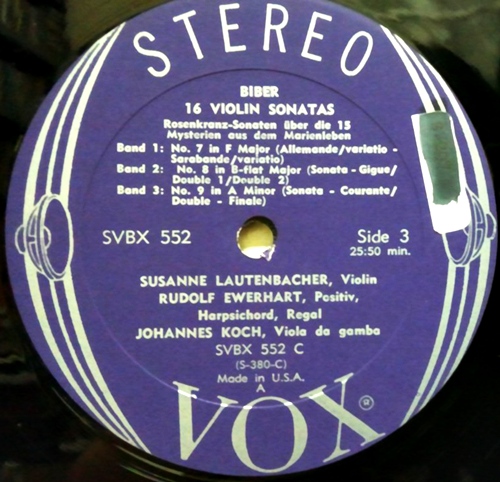 STEREO
BIBER
16 VIOLIN SONATAS
Rosenkranz-Sonaten über die 15
Mysterien aus dem Marienleben
Band 1: No. 7 in F Major (Allemande/variatio -
Sarabande/variatio)
Band 2: No. 8 in B-flat Major (Sonata - Gigue/
Double 1/Double 2)
Band 3: No. 9 in A Minor (Sonata - Courante/
Double - Finale)
SVBX 552
Side 3
25:50 min.
SUSANNE LAUTENBACHER, Violin
RUDOLF EWERHART, Positiv,
Harpsichord, Regal
JOHANNES KOCH, Viola da gamba
SVBX 552 C
(S-380-C)
Made in U.S.A.
A
VOX ®